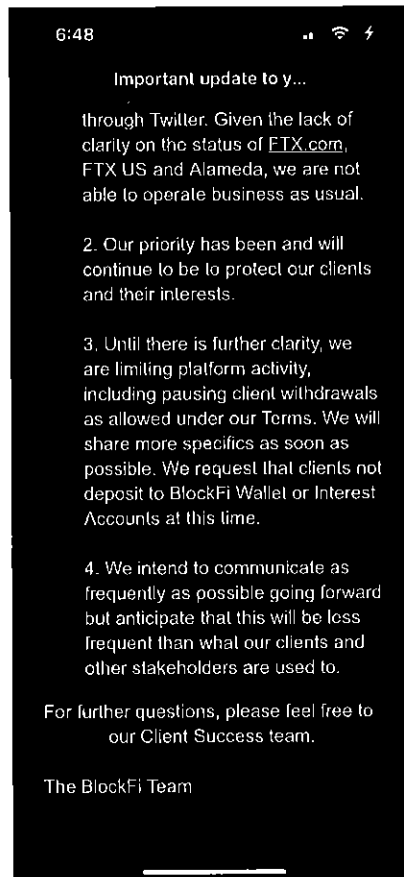 6:48
Important update to y...
through Twitter. Given the lack of
clarity on the status of FTX.com,
FTX US and Alameda, we are not
able to operate business as usual.
2. Our priority has been and will
continue to be to protect our clients
and their interests.
3. Until there is further clarity, we
are limiting platform activity,
including pausing client withdrawals
as allowed under our Terms. We will
share more specifics as soon as
possible. We request that clients not
deposit to BlockFi Wallet or Interest
Accounts at this time.
4. We intend to communicate as
frequently as possible going forward
but anticipate that this will be less
frequent than what our clients and
other stakeholders are used to.
For further questions, please feel free to
our Client Success team.
The BlockFi Team